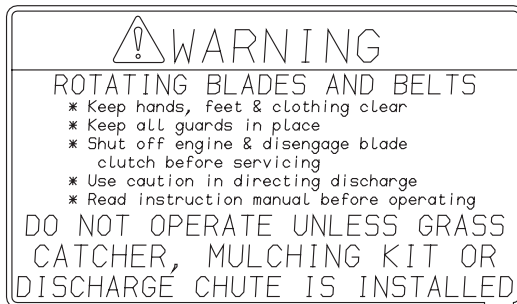 WARNING
ROTATING BLADES AND BELTS
* Keep hands, feet & clothing clear
* Keep all guards in place
* Shut off engine & disengage blade
clutch before servicing
* Use caution in directing discharge
* Read instruction manual before operating
DO NOT OPERATE UNLESS GRASS
CATCHER, MULCHING KIT OR
DISCHARGE CHUTE IS INSTALLED